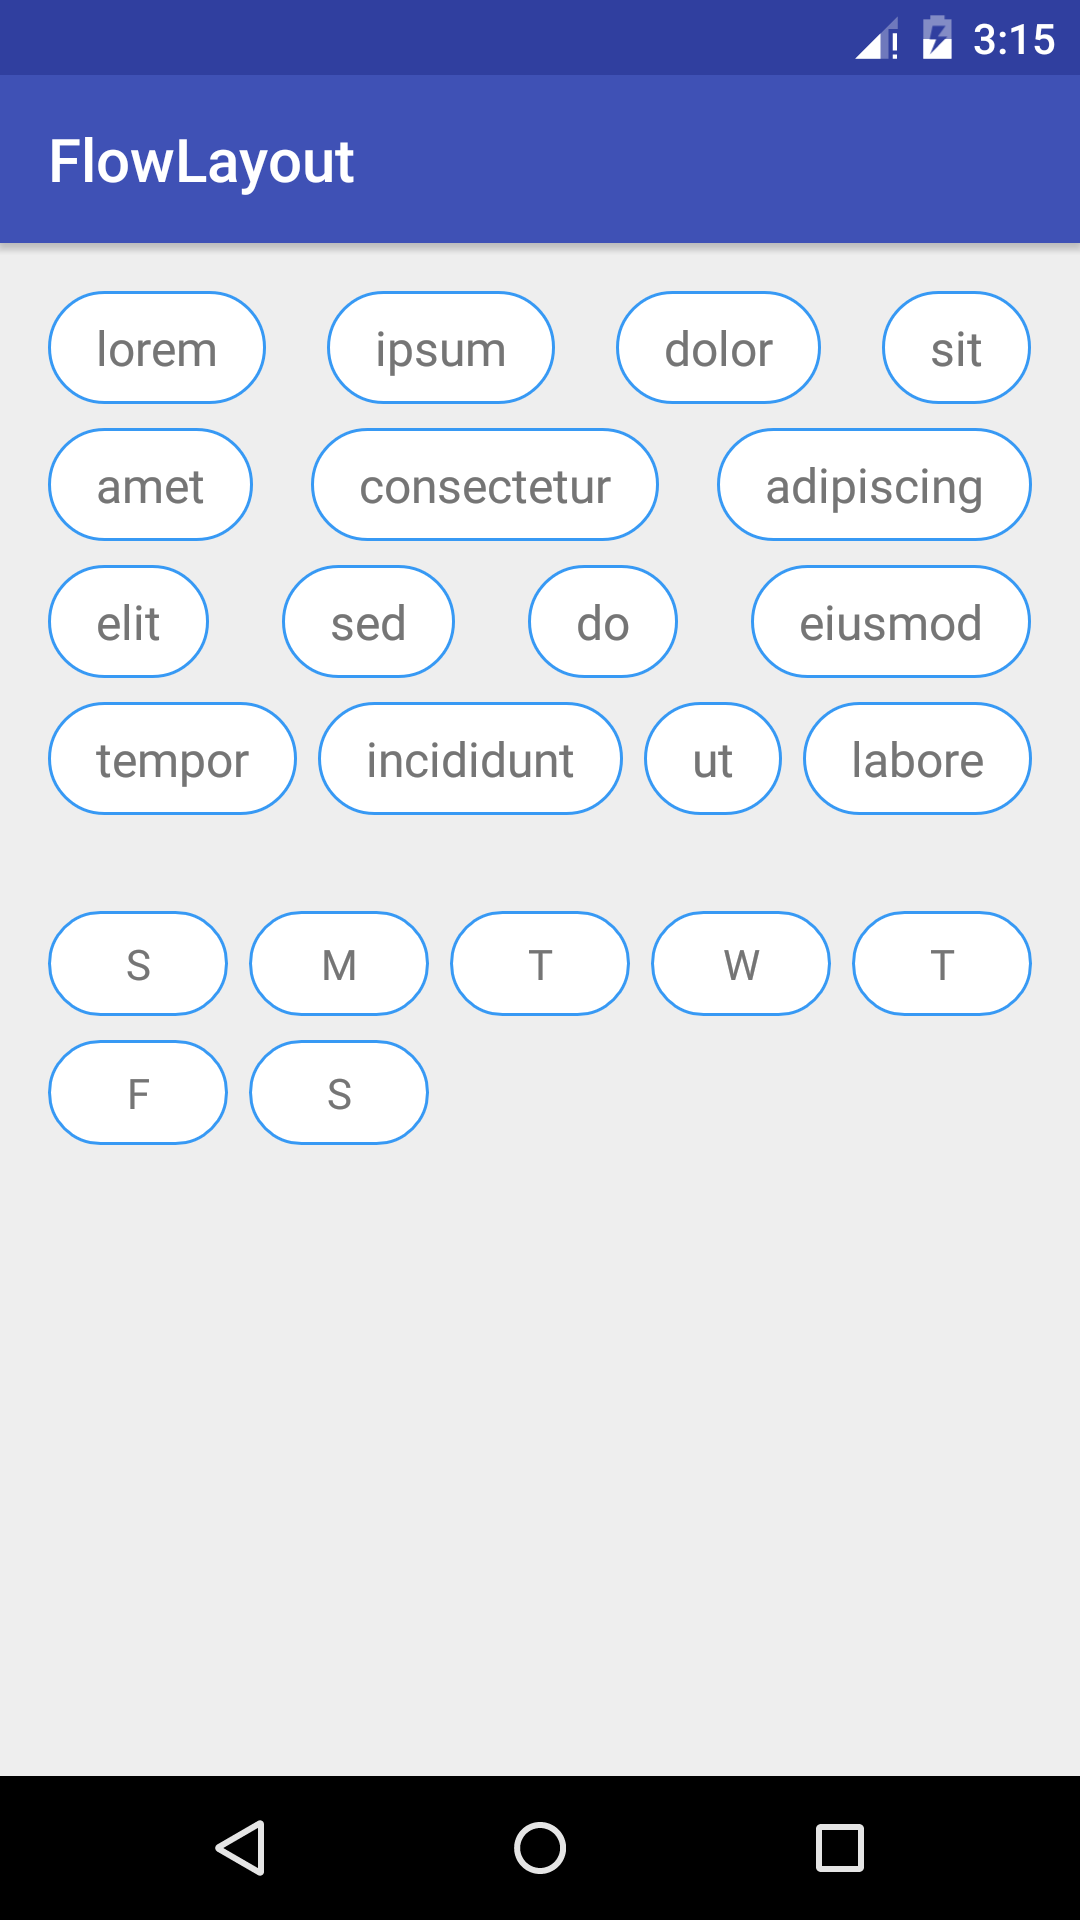 3:15
FlowLayout
lorem ipsum dolor sit
amet consectetur adipiscing
elit sed do eiusmod
tempor incididunt ut labore
S M T W T
F S